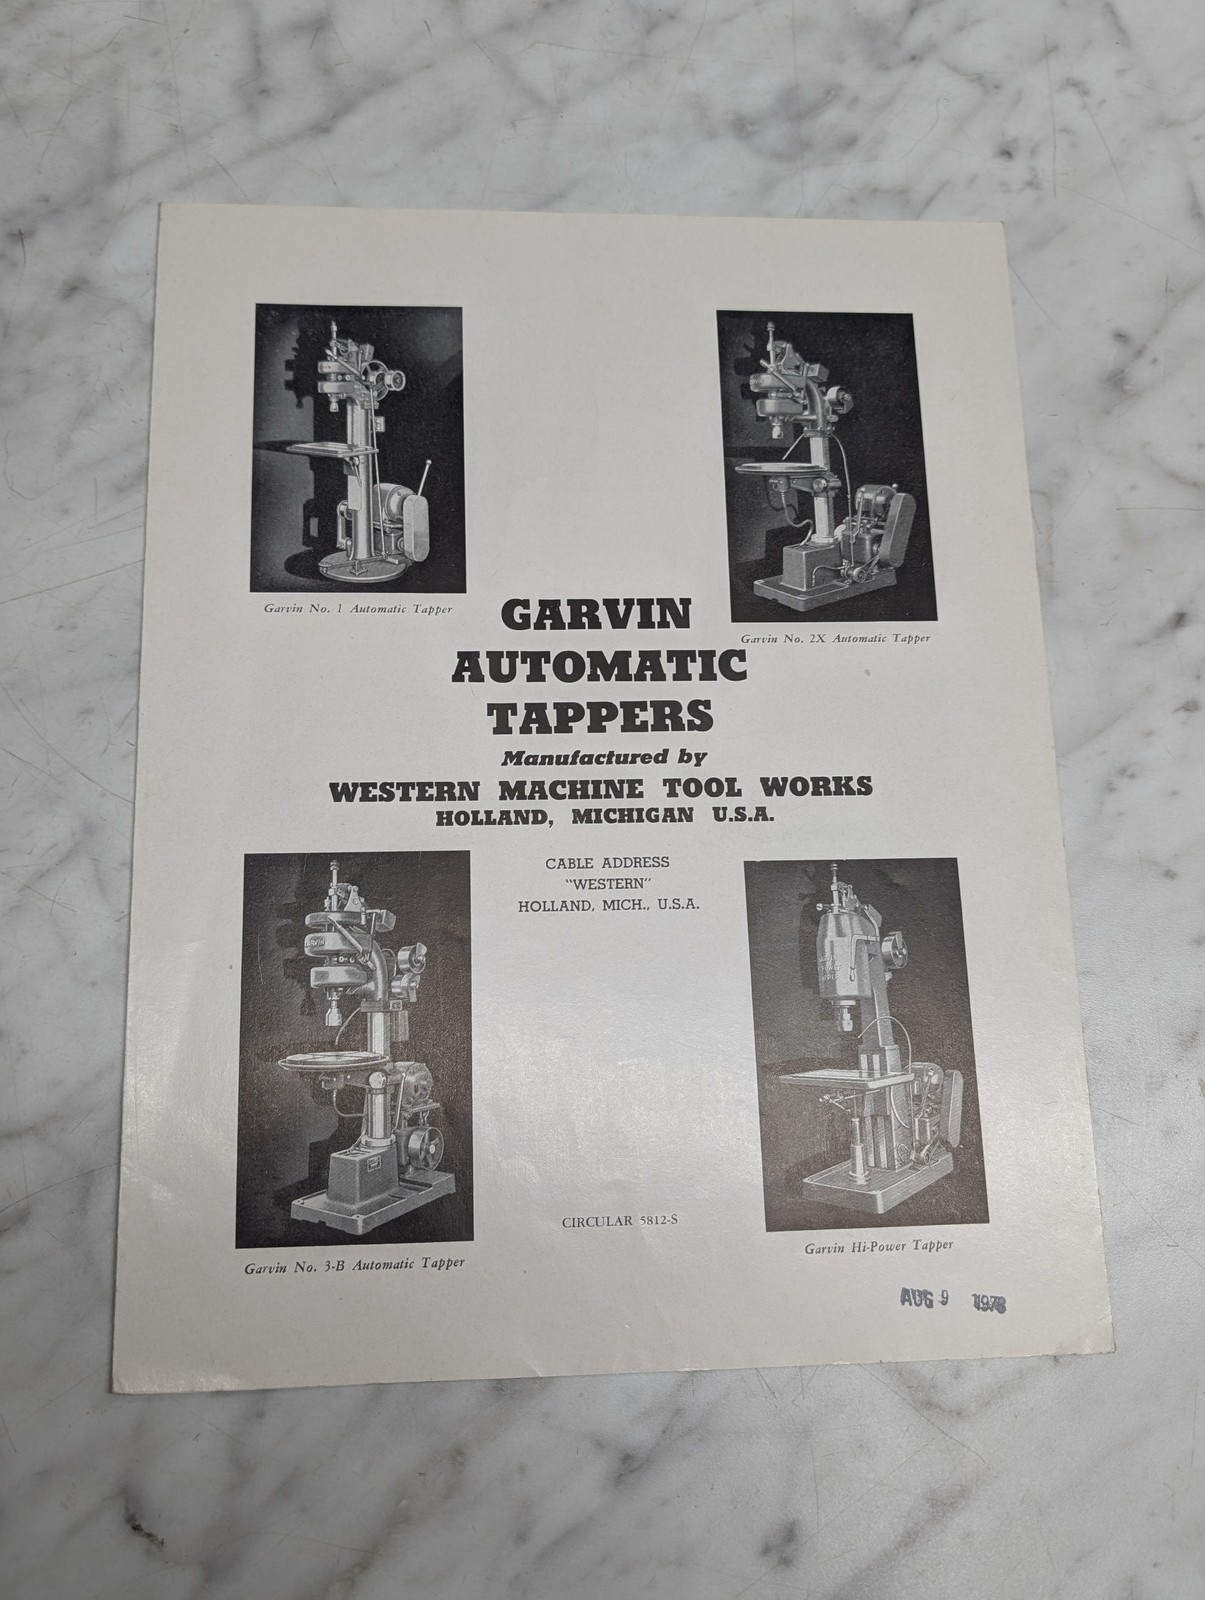 Garvin No. 1 Automatic Tapper
Garvin No. 2X Automatic Tapper
GARVIN
AUTOMATIC
TAPPERS
Manufactured by
WESTERN MACHINE TOOL WORKS
HOLLAND, MICHIGAN U.S.A.
CABLE ADDRESS
"WESTERN"
HOLLAND, MICH., U.S.A.
GARVIN
CIRCULAR 5812-S
Garvin No. 3-B Automatic Tapper
Garvin Hi-Power Tapper
AUG 9 1978